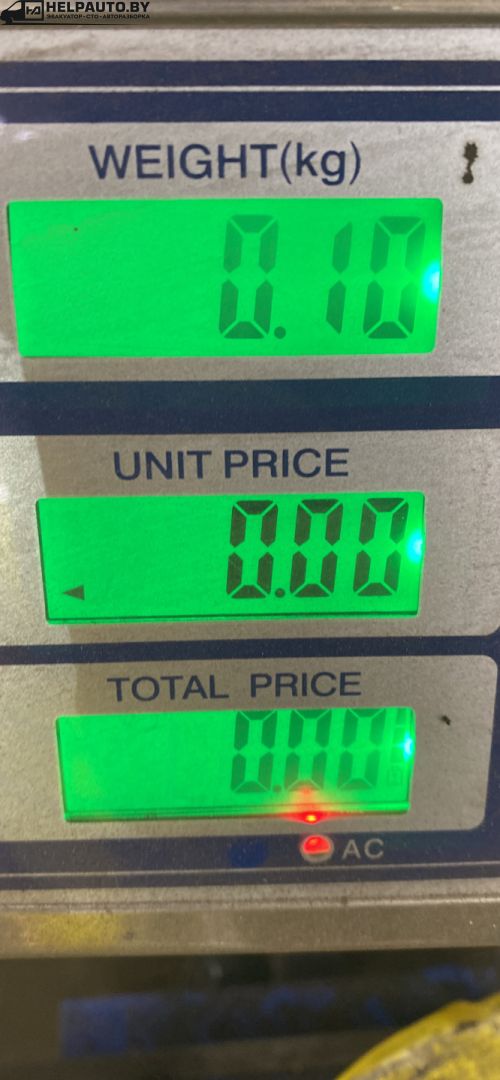 HELPAUTO.BY
ЭВАКУАТОР·СТО·АВТОРАЗБОРКА
WEIGHT(kg)
0.10
UNIT PRICE
0.00
TOTAL PRICE
0.00
AC